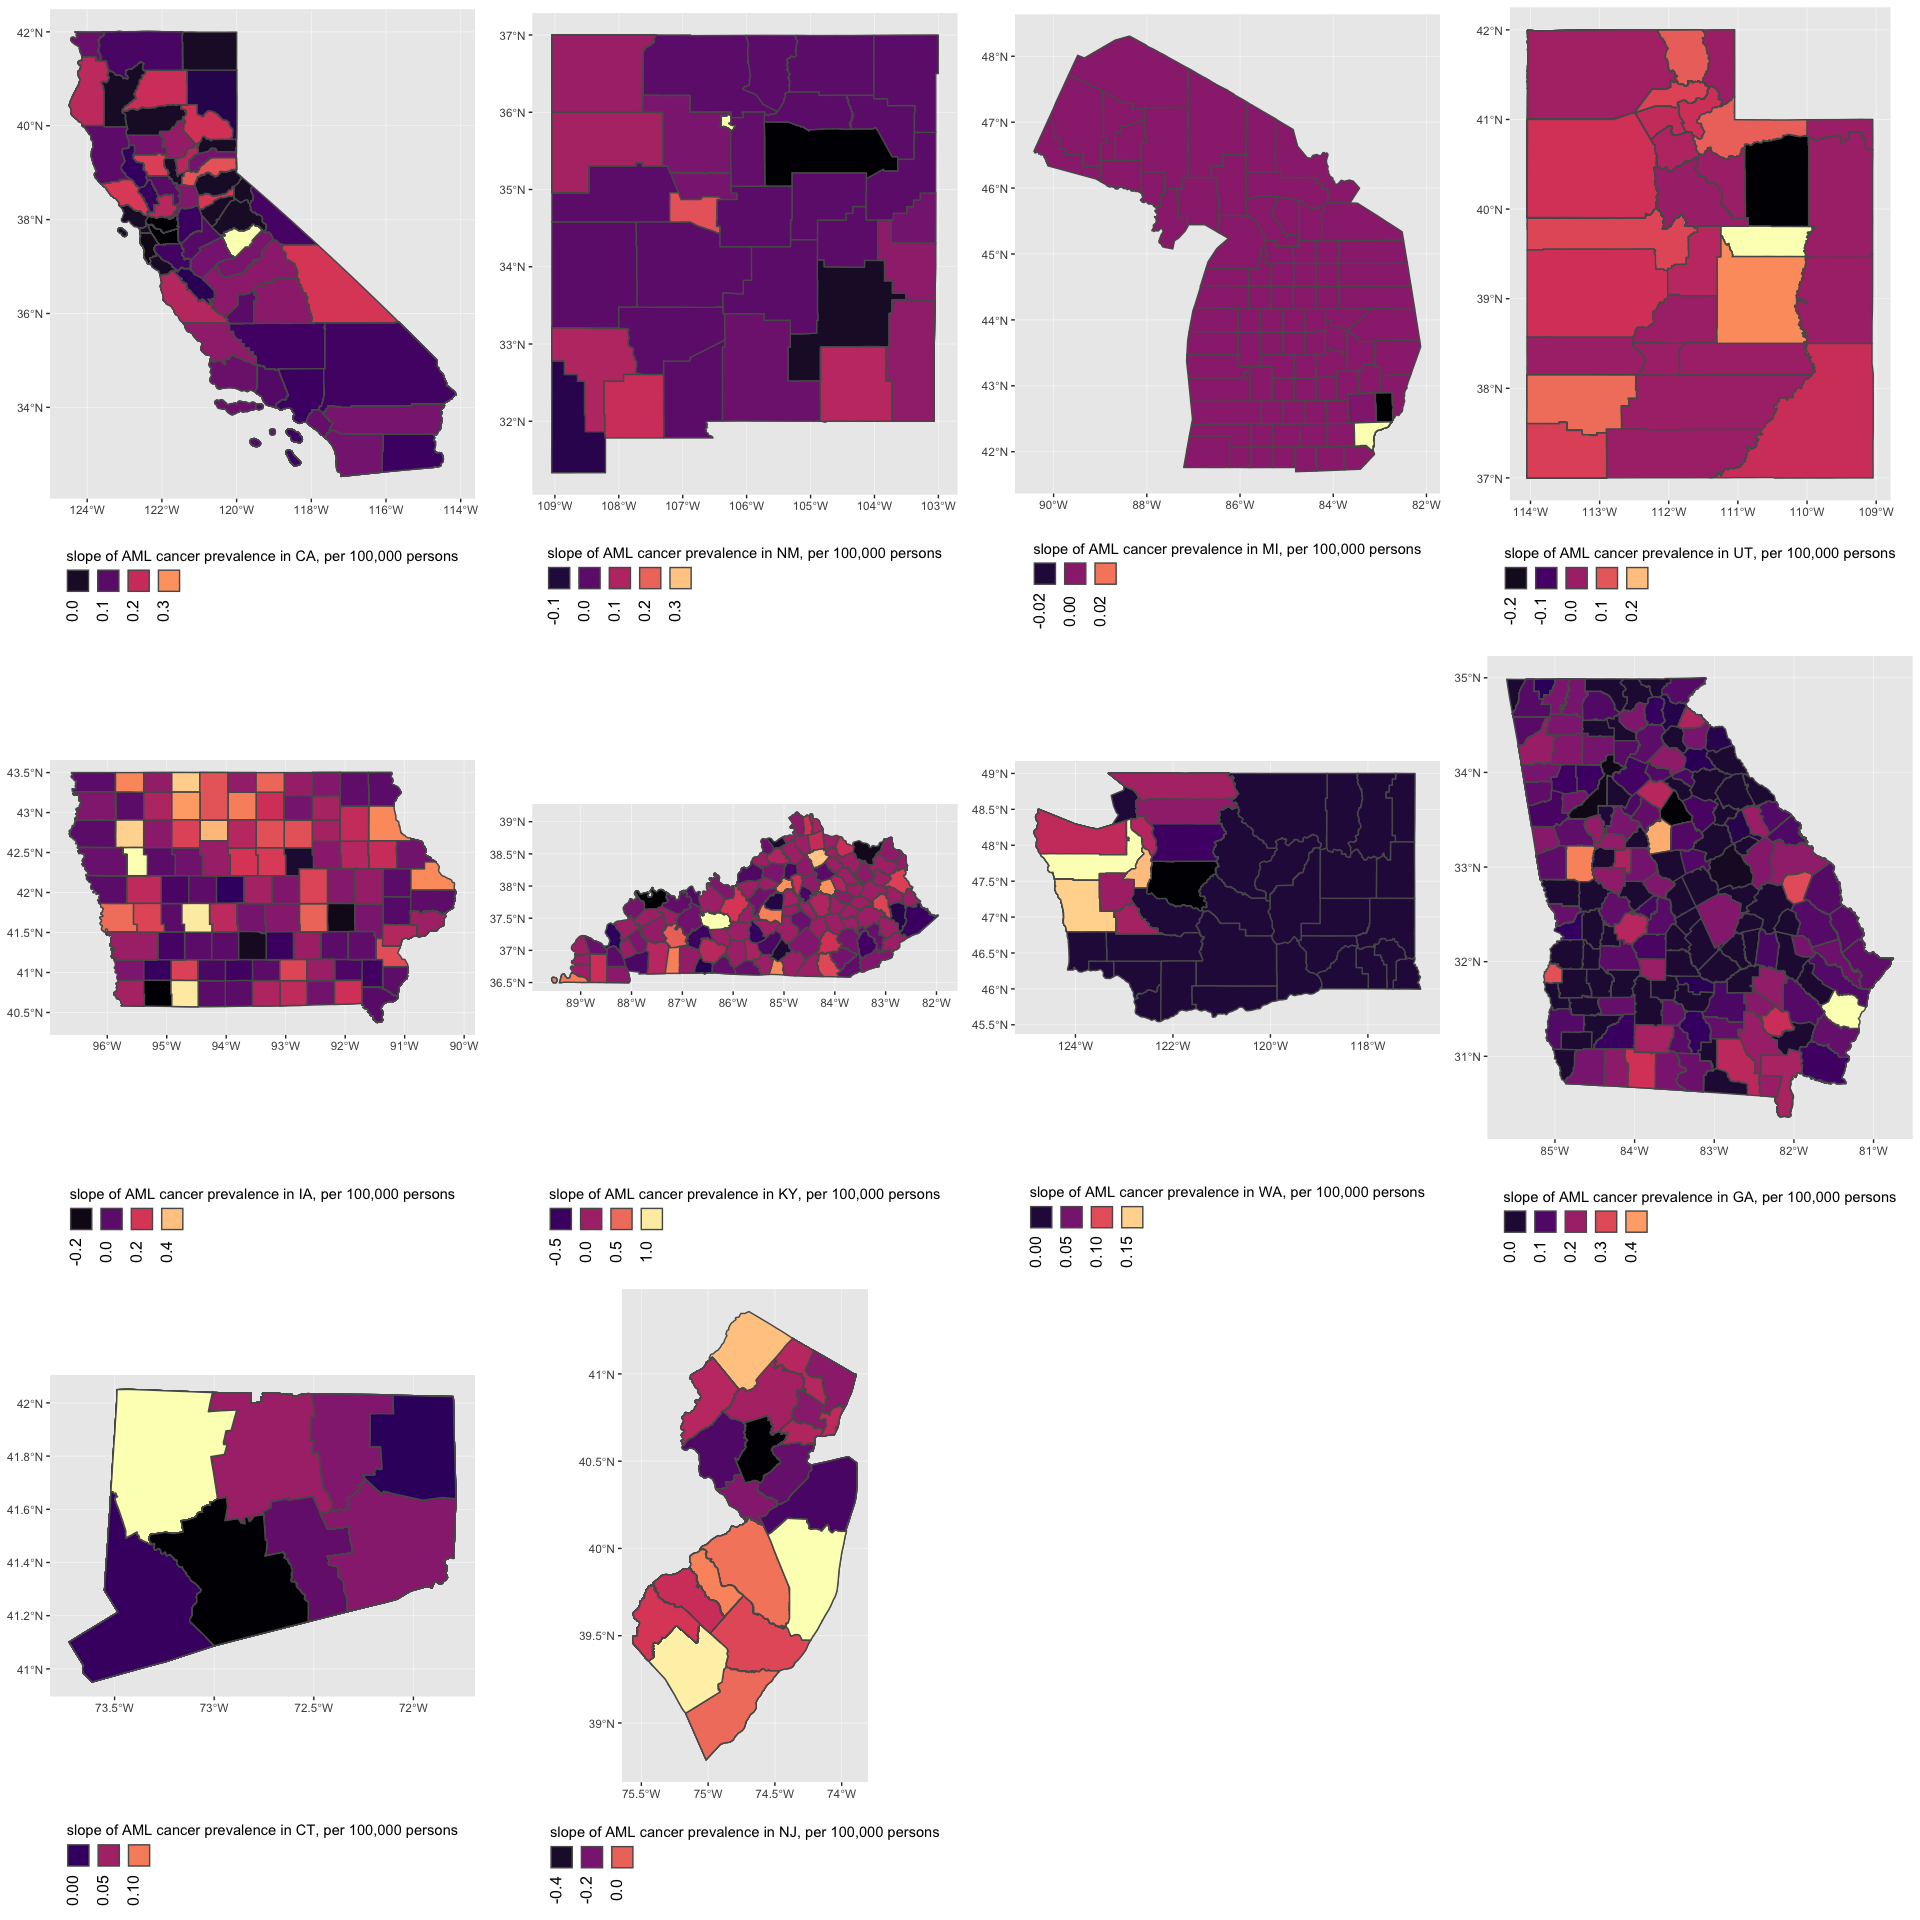 42°N
40°N
38°N
36°N
34°N
124°W 122°W 120°W 118°W 116°W 114°W
slope of AML cancer prevalence in CA, per 100,000 persons
0.0 0.1 0.2 0.3
37°N
36°N
35°N
34°N
33°N
32°N
109°W 108°W 107°W 106°W 105°W 104°W 103°W
slope of AML cancer prevalence in NM, per 100,000 persons
-0.1 0.0 0.1 0.2 0.3
48°N
47°N
46°N
45°N
44°N
43°N
42°N
90°W 88°W 86°W 84°W 82°W
slope of AML cancer prevalence in MI, per 100,000 persons
-0.02 0.00 0.02
42°N
41°N
40°N
39°N
38°N
37°N
114°W 113°W 112°W 111°W 110°W 109°W
slope of AML cancer prevalence in UT, per 100,000 persons
-0.2 -0.1 0.0 0.1 0.2
43.5°N
43°N
42.5°N
42°N
41.5°N
41°N
40.5°N
96°W 95°W 94°W 93°W 92°W 91°W 90°W
slope of AML cancer prevalence in IA, per 100,000 persons
-0.2 0.0 0.2 0.4
39°N
38.5°N
38°N
37.5°N
37°N
36.5°N
89°W 88°W 87°W 86°W 85°W 84°W 83°W 82°W
slope of AML cancer prevalence in KY, per 100,000 persons
-0.5 0.0 0.5 1.0
49°N
48.5°N
48°N
47.5°N
47°N
46.5°N
46°N
45.5°N
124°W 122°W 120°W 118°W
slope of AML cancer prevalence in WA, per 100,000 persons
0.00 0.05 0.10 0.15
35°N
34°N
33°N
32°N
31°N
85°W 84°W 83°W 82°W 81°W
slope of AML cancer prevalence in GA, per 100,000 persons
0.0 0.1 0.2 0.3 0.4
42°N
41.8°N
41.6°N
41.4°N
41.2°N
41°N
73.5°W 73°W 72.5°W 72°W
slope of AML cancer prevalence in CT, per 100,000 persons
0.00 0.05 0.10
41°N
40.5°N
40°N
39.5°N
39°N
75.5°W 75°W 74.5°W 74°W
slope of AML cancer prevalence in NJ, per 100,000 persons
-0.4 -0.2 0.0